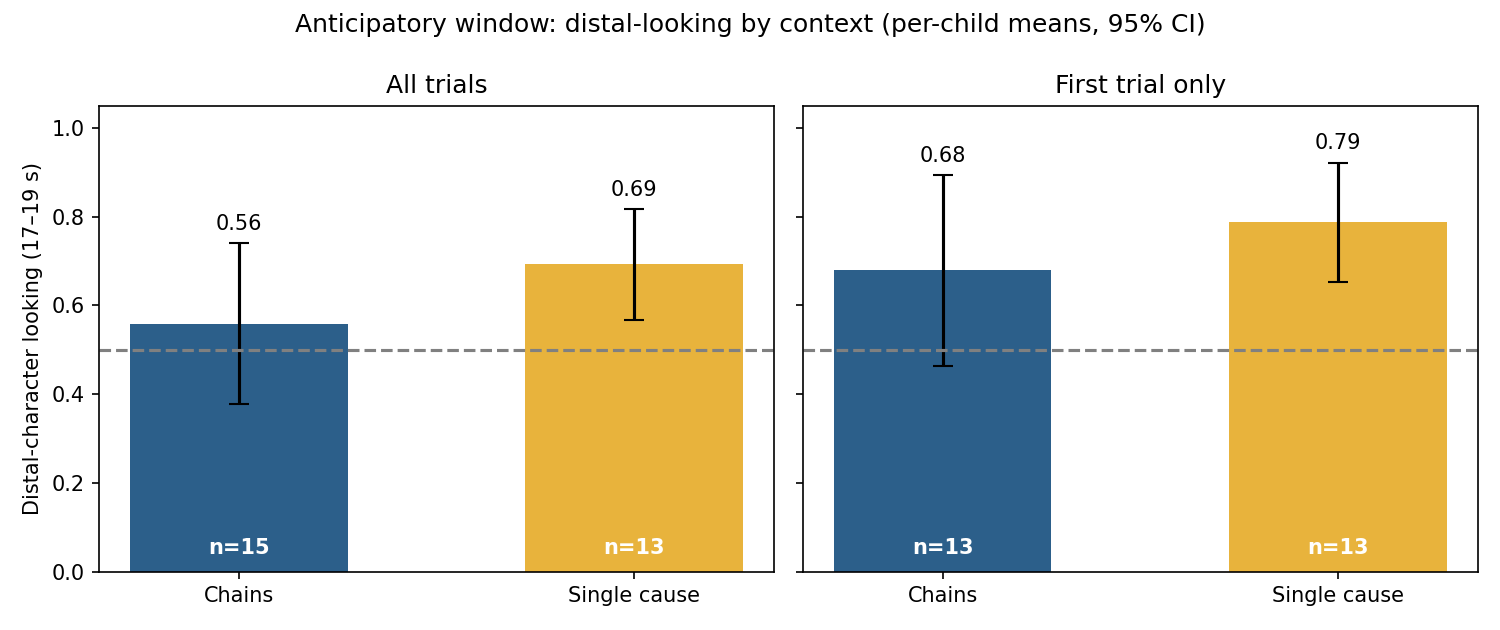 Anticipatory window: distal-looking by context (per-child means, 95% CI)
All trials
Distal-character looking (17–19 s)
1.0
0.8
0.6
0.4
0.2
0.0
0.56
0.69
n=15
n=13
Chains
Single cause
First trial only
0.68
0.79
n=13
n=13
Chains
Single cause